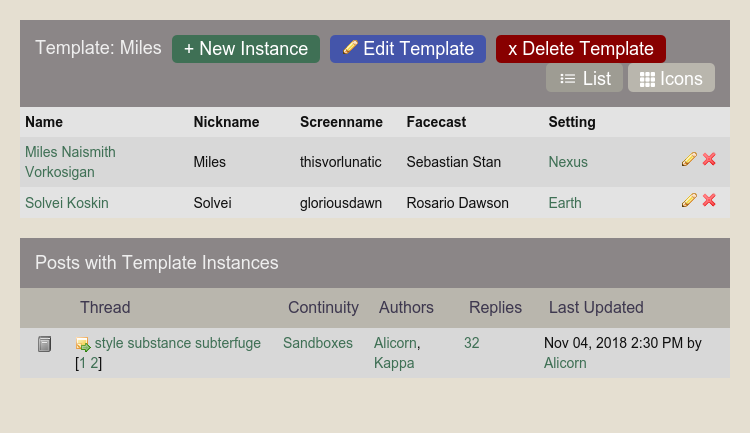 Template: Miles + New Instance Edit Template x Delete Template
List Icons
Name Nickname Screenname Facecast Setting
Miles Naismith
Vorkosigan Miles thisvorlunatic Sebastian Stan Nexus
Solvei Koskin Solvei gloriousdawn Rosario Dawson Earth
Posts with Template Instances
Thread Continuity Authors Replies Last Updated
style substance subterfuge Sandboxes Alicorn, 32 Nov 04, 2018 2:30 PM by
[1 2] Kappa Alicorn